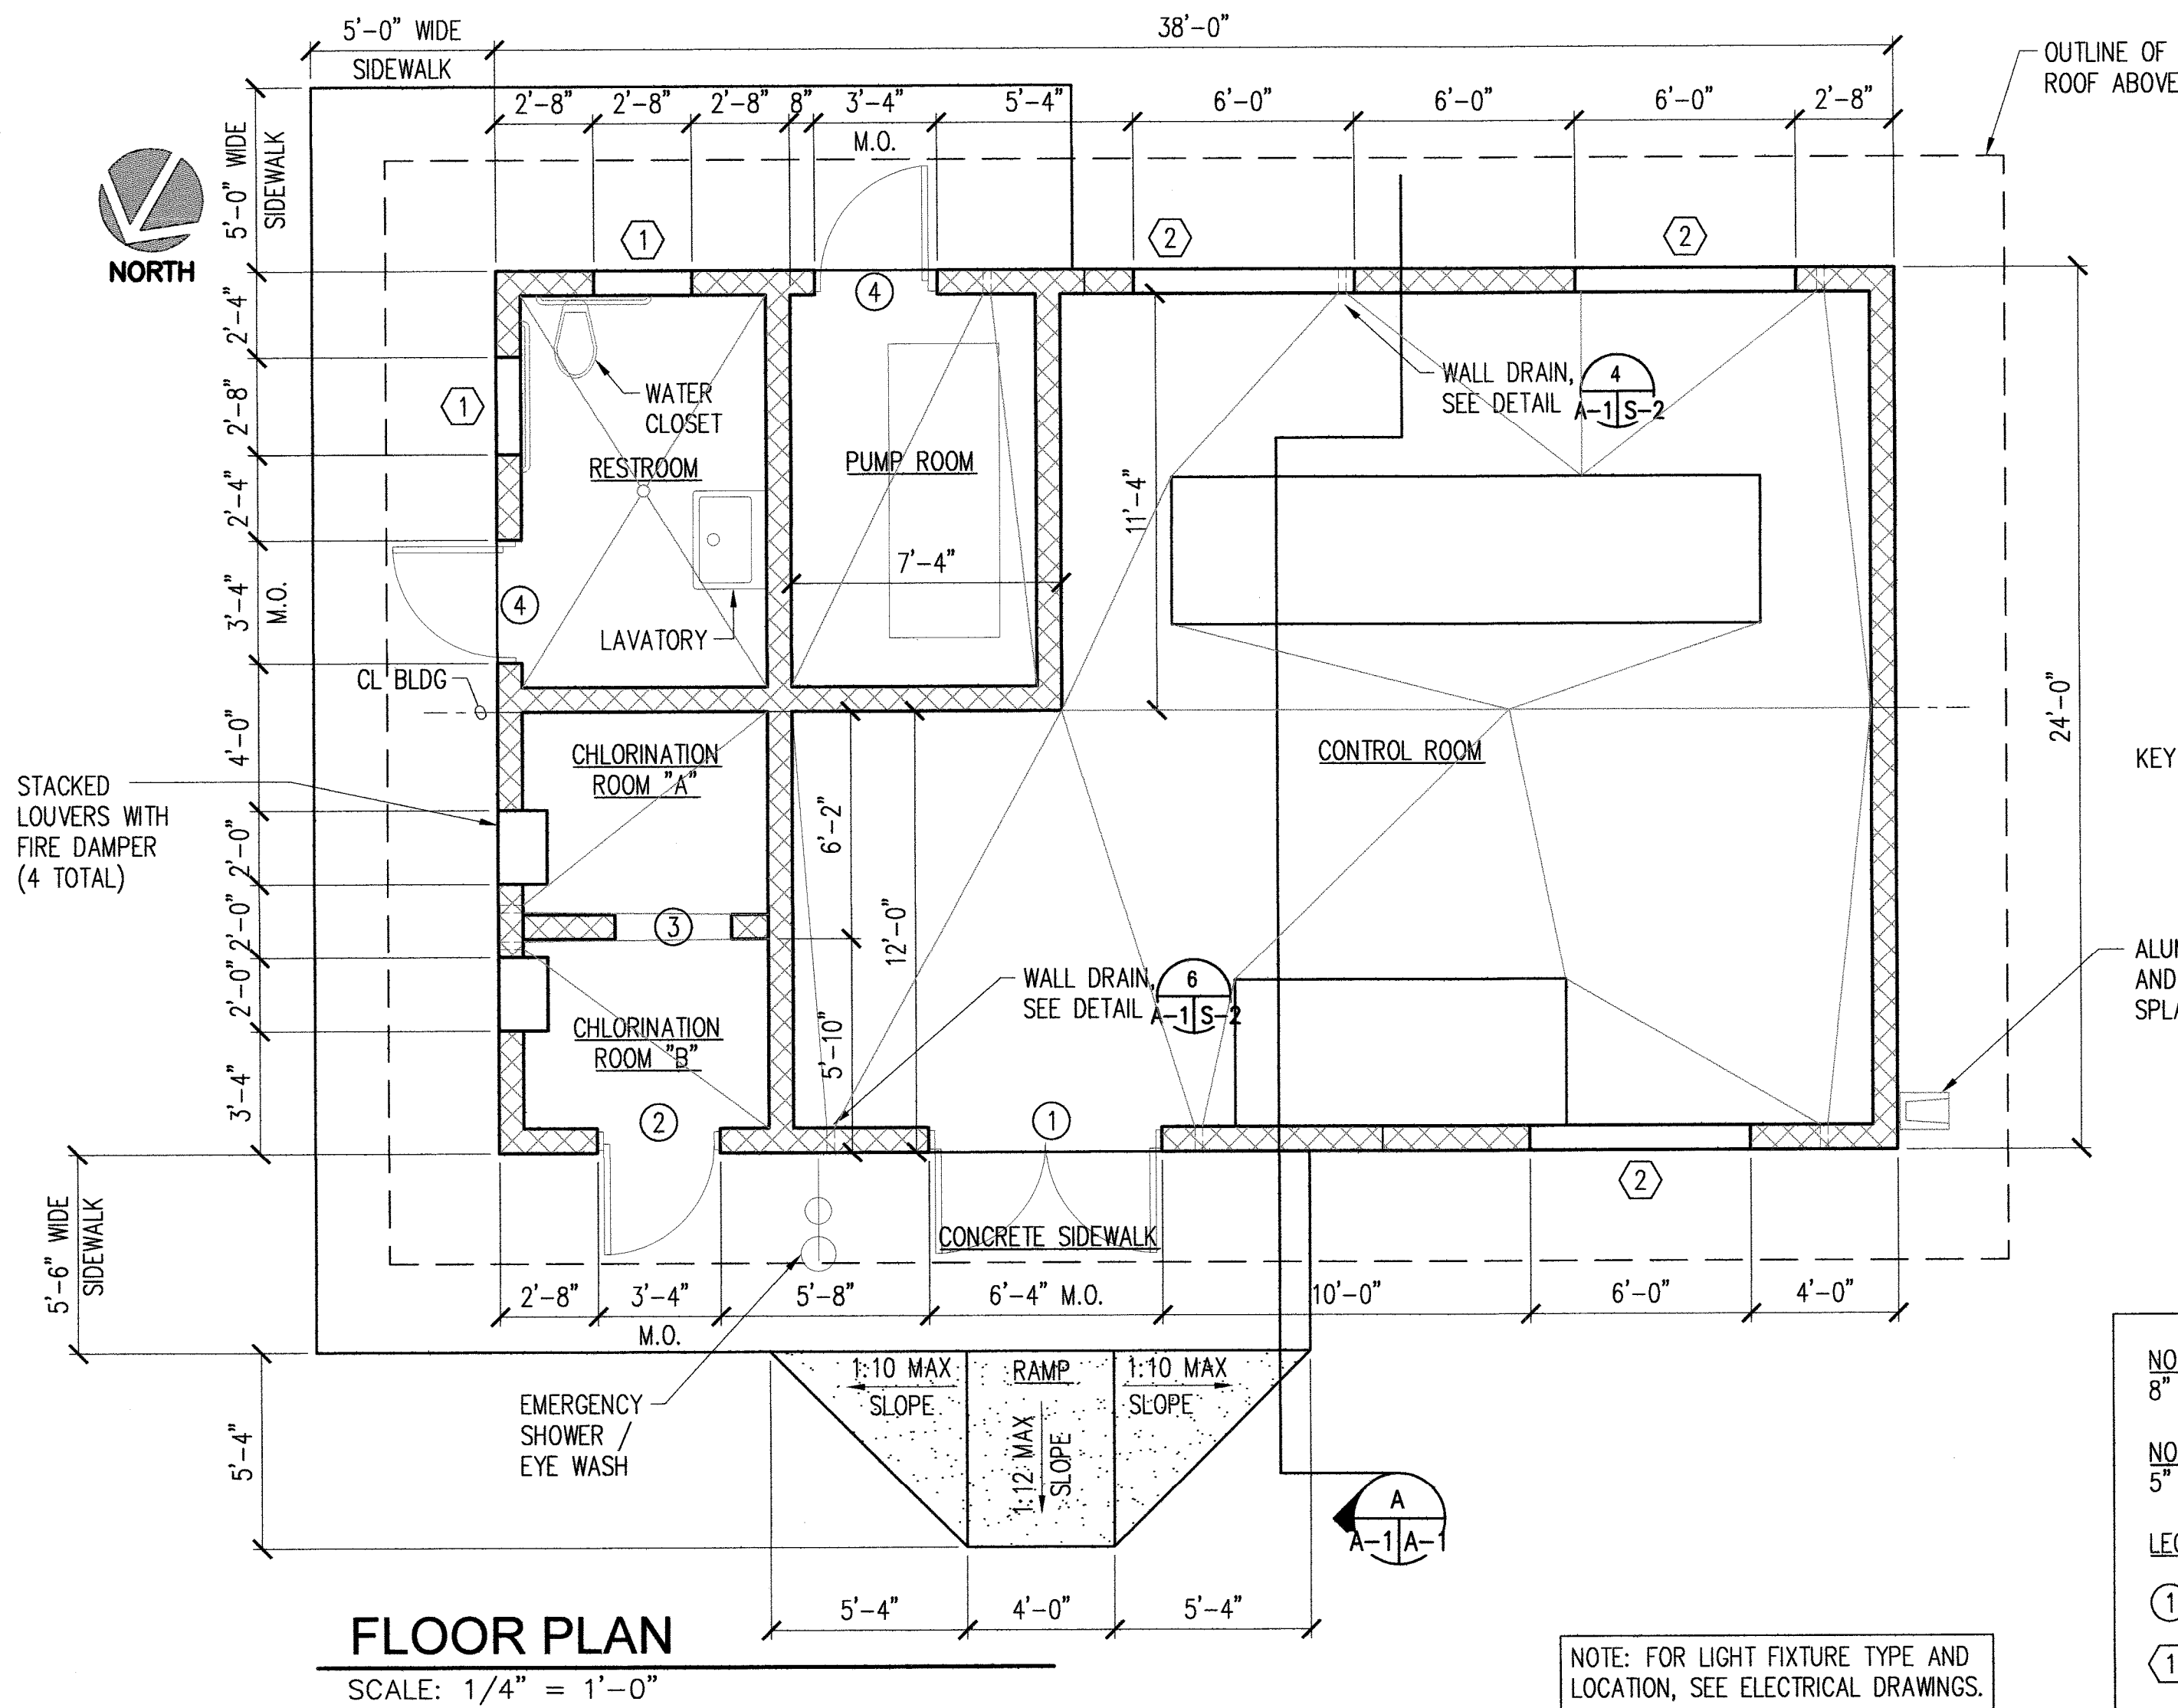 5'-0" WIDE
SIDEWALK
38'-0"
OUTLINE OF
ROOF ABOVE
2'-8"
2'-8"
2'-8"
8"
3'-4"
M.O.
5'-4"
6'-0"
6'-0"
6'-0"
2'-8"
5'-0" WIDE
SIDEWALK
NORTH
1
2
2
4
2'-4"
2'-8"
2'-4"
3'-4"
M.O.
4'-0"
2'-0"
2'-0"
2'-0"
3'-4"
1
WATER
CLOSET
RESTROOM
PUMP ROOM
WALL DRAIN,
SEE DETAIL
4
A-1 S-2
11'-4"
7'-4"
4
LAVATORY
CL BLDG
24'-0"
KEY
CHLORINATION
ROOM "A"
CONTROL ROOM
STACKED
LOUVERS WITH
FIRE DAMPER
(4 TOTAL)
6'-2"
12'-0"
3
WALL DRAIN,
SEE DETAIL
6
A-1 S-2
AND
CHLORINATION
ROOM "B"
5'-10"
2
1
2
5'-6" WIDE
SIDEWALK
CONCRETE SIDEWALK
2'-8"
3'-4"
M.O.
5'-8"
6'-4" M.O.
10'-0"
6'-0"
4'-0"
EMERGENCY
SHOWER /
EYE WASH
1:10 MAX
SLOPE
RAMP
1:10 MAX
SLOPE
1:12 MAX
SLOPE
5'-4"
A
A-1 A-1
5'-4"
4'-0"
5'-4"
8"
5"
1
1
FLOOR PLAN
SCALE: 1/4" = 1'-0"
NOTE: FOR LIGHT FIXTURE TYPE AND
LOCATION, SEE ELECTRICAL DRAWINGS.